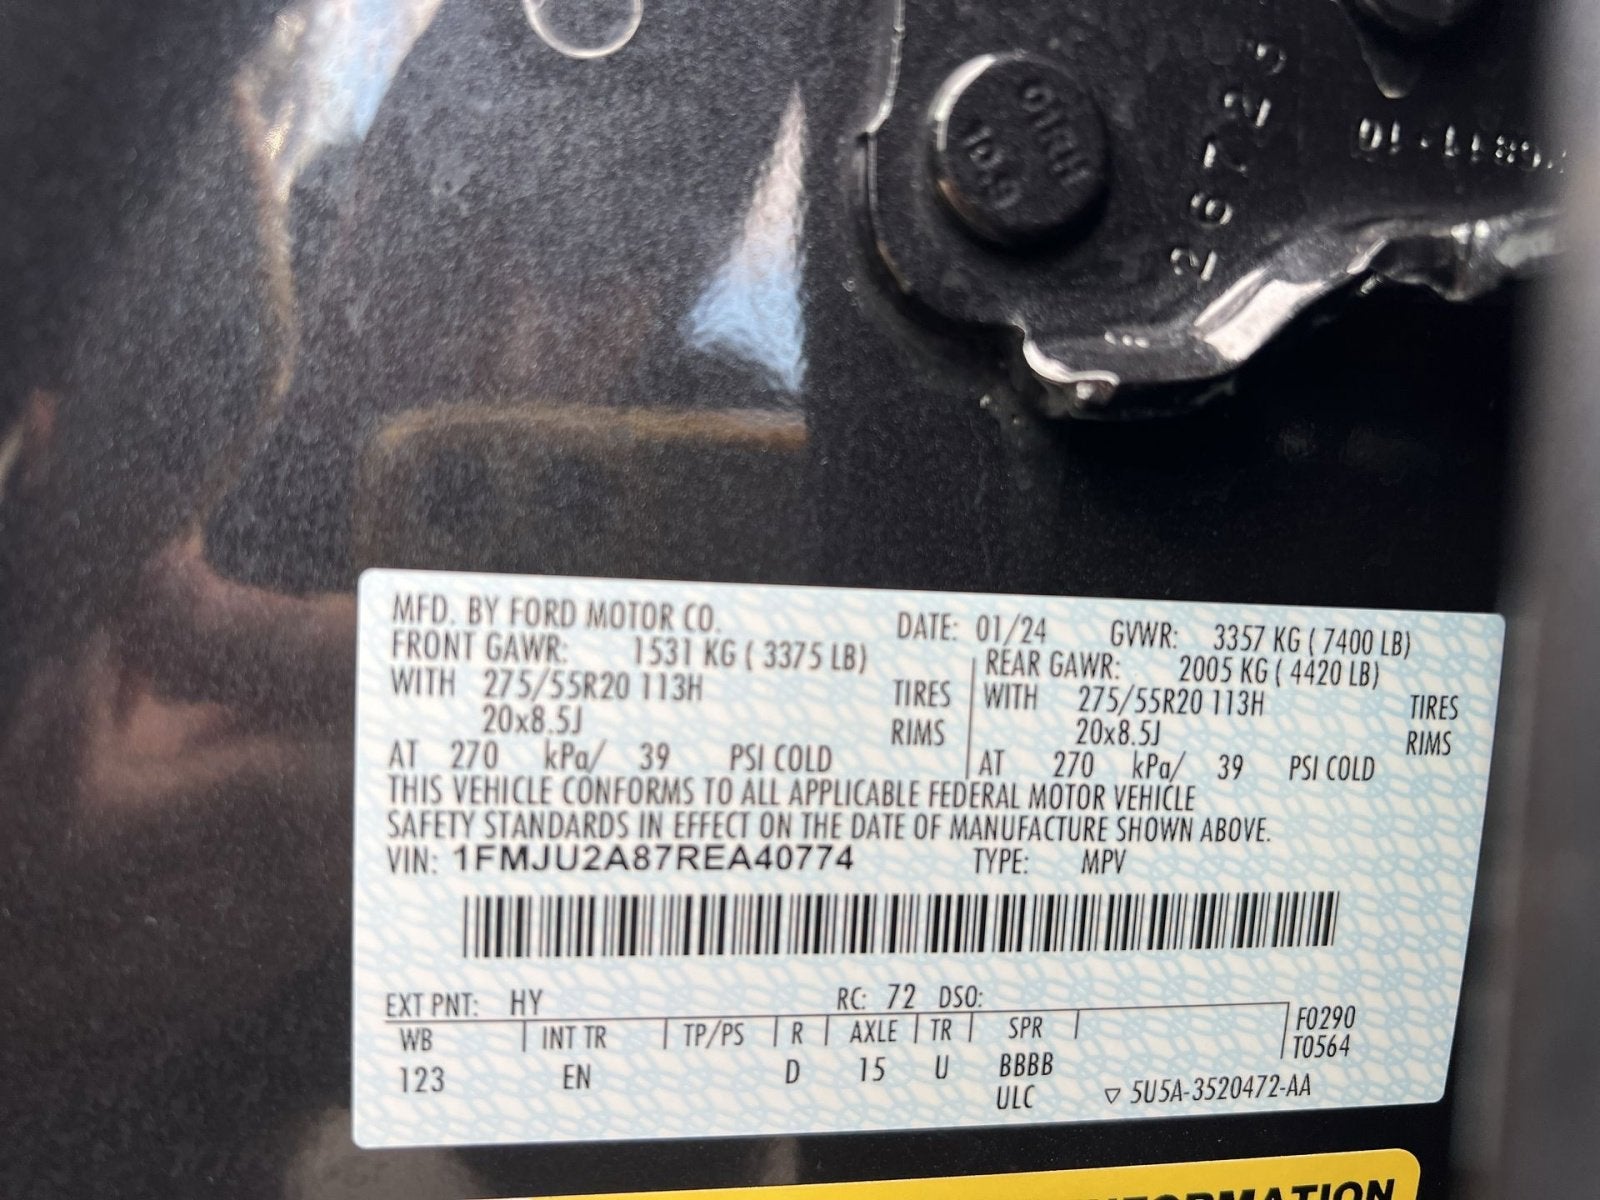 10.9
26726
MFD. BY FORD MOTOR CO. DATE: 01/24 GVWR: 3357 KG ( 7400 LB)
FRONT GAWR: 1531 KG ( 3375 LB) REAR GAWR: 2005 KG ( 4420 LB)
WITH 275/55R20 113H TIRES WITH 275/55R20 113H TIRES
20x8.5J RIMS 20x8.5J RIMS
AT 270 kPa/ 39 PSI COLD AT 270 kPa/ 39 PSI COLD
THIS VEHICLE CONFORMS TO ALL APPLICABLE FEDERAL MOTOR VEHICLE
SAFETY STANDARDS IN EFFECT ON THE DATE OF MANUFACTURE SHOWN ABOVE.
VIN: 1FMJU2A87REA40774 TYPE: MPV
EXT PNT: HY RC: 72 DSO:
WB INT TR TP/PS R AXLE TR SPR F0290
T0564
123 EN D 15 U BBBB
ULC ▽ 5U5A-3520472-AA